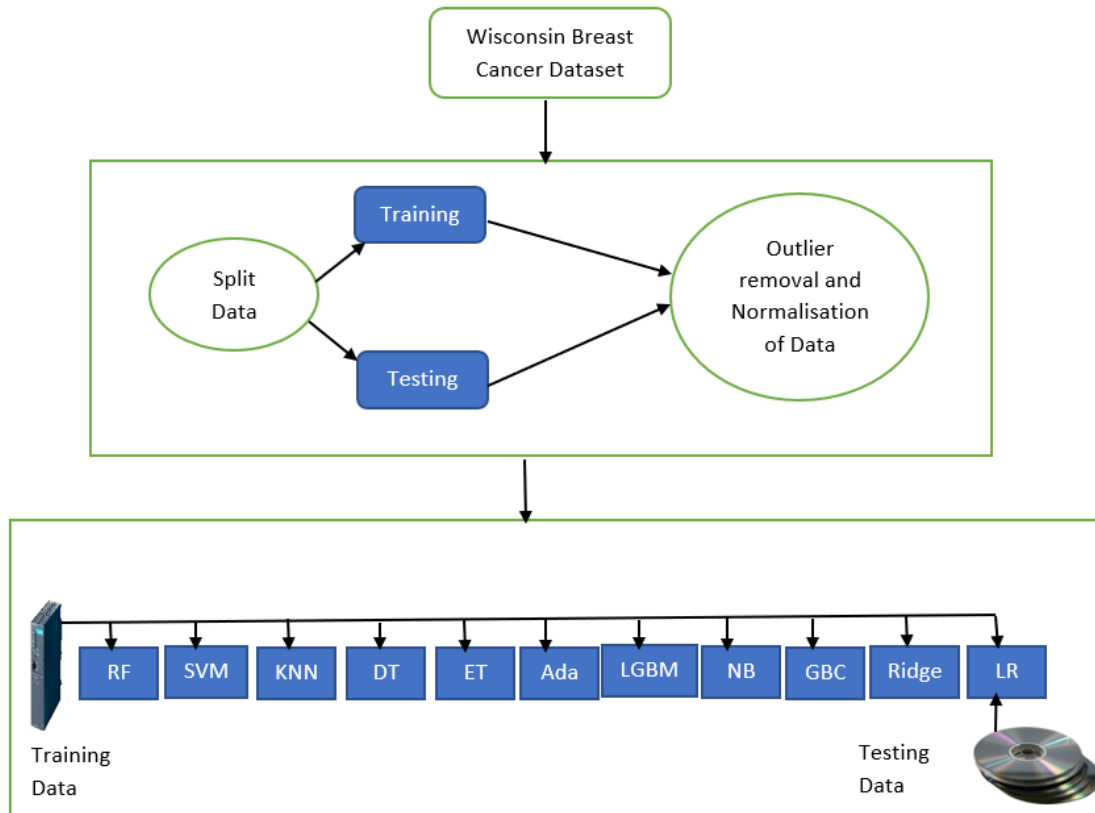 Wisconsin Breast
Cancer Dataset
Training
Split
Data
Testing
Outlier
removal and
Normalisation
of Data
RF
SVM
KNN
DT
ET
Ada
LGBM
NB
GBC
Ridge
LR
Training
Data
Testing
Data